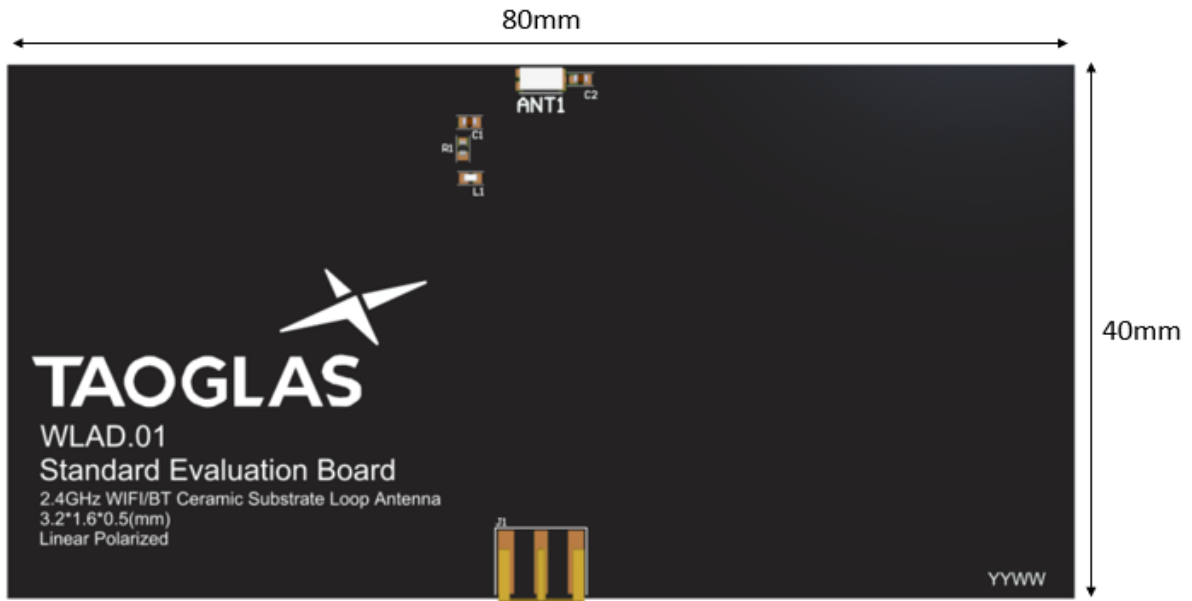 80mm
ANT1
C2
C1
R1
L1
40mm
TAOGLAS
WLAD.01
Standard Evaluation Board
2.4GHz WIFI/BT Ceramic Substrate Loop Antenna
3.2*1.6*0.5(mm)
Linear Polarized
J1
YYWW